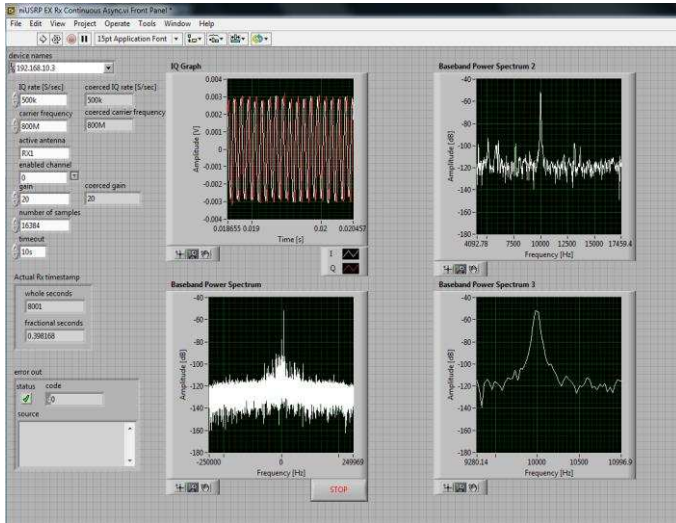 niUSRP EX Rx Continuous Async.vi Front Panel *
File Edit View Project Operate Tools Window Help
15pt Application Font
device names
192.168.10.3
IQ rate [S/sec]
500k
coerced IQ rate [S/sec]
500k
carrier frequency
800M
coerced carrier frequency
800M
active antenna
RX1
enabled channel
0
gain
20
coerced gain
20
number of samples
16384
timeout
10s
Actual Rx timestamp
whole seconds
8001
fractional seconds
0.398168
error out
status code
0
source
IQ Graph
Amplitude [V]
0.004
0.003
0.002
0.001
0
-0.001
-0.002
-0.003
-0.004
0.018655 0.019 0.02 0.020457
Time [s]
I
Q
Baseband Power Spectrum 2
Amplitude [dB]
-40
-60
-80
-100
-120
-140
-160
-180
4092.78 7500 10000 12500 15000 17459.4
Frequency [Hz]
Baseband Power Spectrum
Amplitude [dB]
-40
-60
-80
-100
-120
-140
-160
-180
-250000 0 249969
Frequency [Hz]
STOP
Baseband Power Spectrum 3
Amplitude [dB]
-40
-60
-80
-100
-120
-140
-160
-180
9280.14 10000 10500 10996.9
Frequency [Hz]